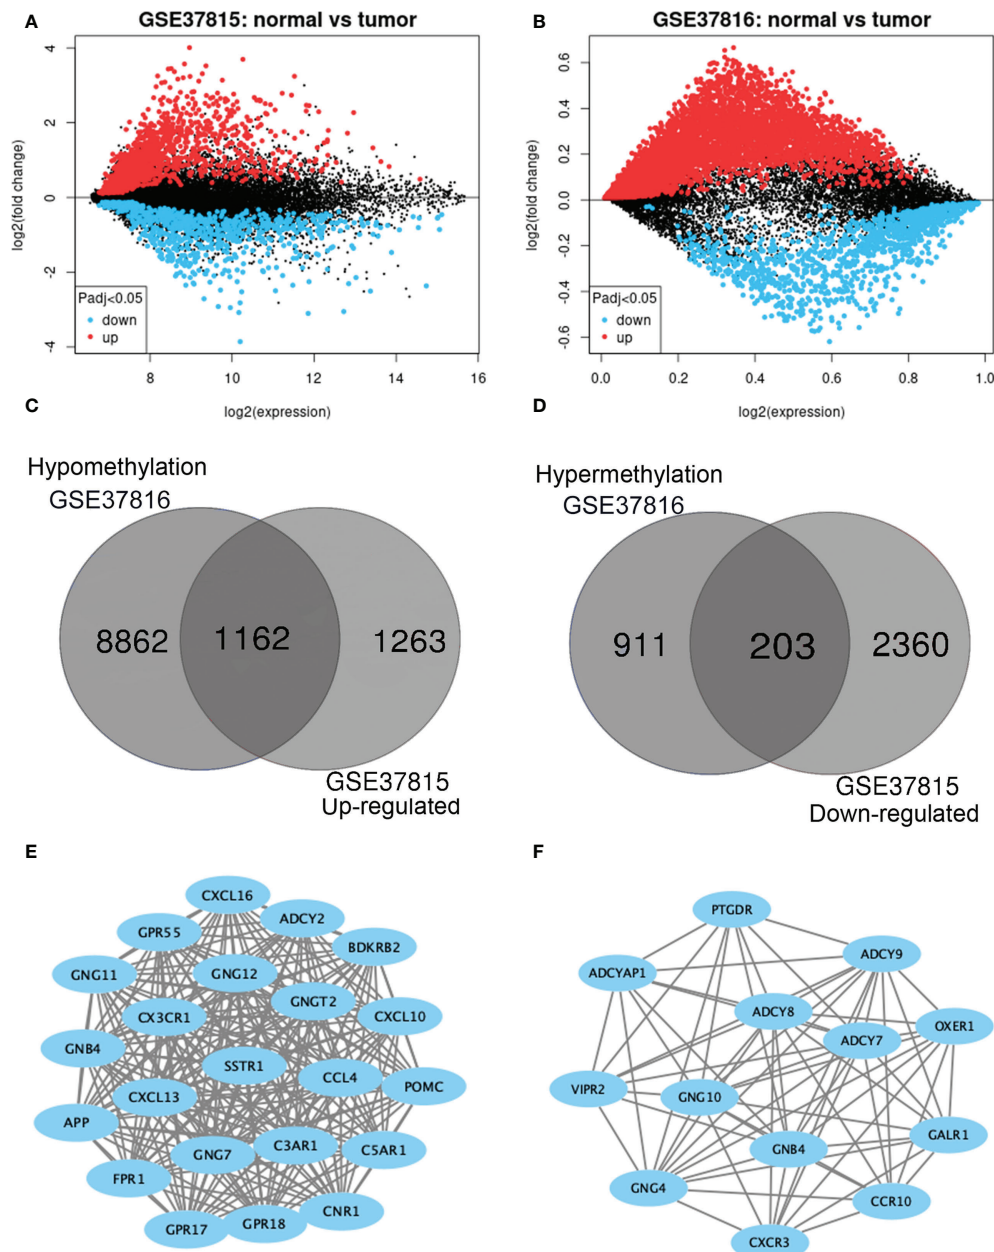 A
GSE37815: normal vs tumor
log2(fold change)
4
2
0
-2
-4
Padj<0.05
down
up
8 10 12 14 16
log2(expression)
B
GSE37816: normal vs tumor
log2(fold change)
0.6
0.4
0.2
0.0
-0.2
-0.4
-0.6
Padj<0.05
down
up
0.0 0.2 0.4 0.6 0.8 1.0
log2(expression)
C
Hypomethylation
GSE37816
8862 1162 1263
GSE37815
Up-regulated
D
Hypermethylation
GSE37816
911 203 2360
GSE37815
Down-regulated
E
CXCL16
ADCY2
GPR55
BDKRB2
GNG11
GNG12
GNGT2
CX3CR1
CXCL10
GNB4
SSTR1
CCL4
POMC
CXCL13
APP
C3AR1
C5AR1
GNG7
FPR1
CNR1
GPR18
GPR17
F
PTGDR
ADCY9
ADCYAP1
ADCY8
OXER1
ADCY7
VIPR2
GNG10
GALR1
GNB4
GNG4
CCR10
CXCR3